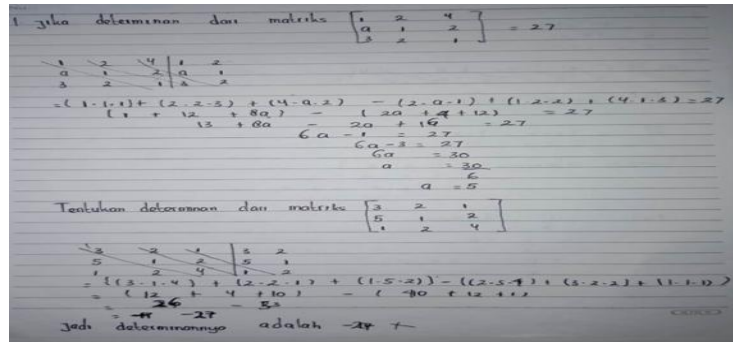 1 Jika determinan dari matriks [ 1 2 4
a 1 2
3 2 1 ] = 27
1 2 4 | 1 2
a 1 2 | a 1
3 2 1 | 3 2
= (1·1·1) + (2·2·3) + (4·a·2) - (2·a·1) + (1·2·2) + (4·1·3) = 27
(1 + 12 + 8a) - (2a + 4 + 12) = 27
13 + 8a - 2a + 16 = 27
6a - 1 = 27
6a - 3 = 27
6a = 30
a = 30
6
a = 5
Tentukan determinan dari matriks [ 3 2 1
5 1 2
1 2 4 ]
3 2 1 | 3 2
5 1 2 | 5 1
1 2 4 | 1 2
= ((3·1·4) + (2·2·1) + (1·5·2)) - ((2·5·4) + (3·2·2) + (1·1·1))
= (12 + 4 + 10) - (40 + 12 + 1)
= 26 - 53
= -27
Jadi determinannya adalah -27